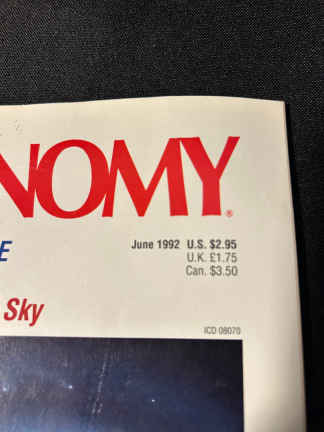 NOMY®
E
June 1992 U.S. $2.95
U.K. £1.75
Can. $3.50
Sky
ICD 08070